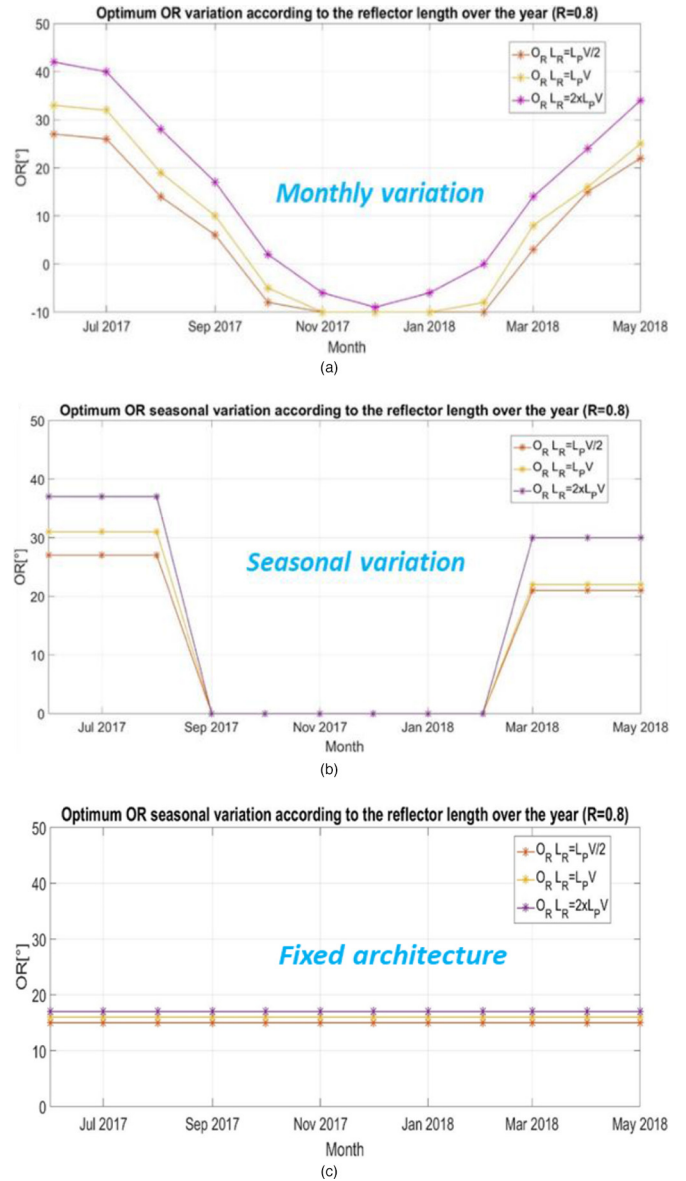 Optimum OR variation according to the reflector length over the year (R=0.8)
50
40
30
20
10
0
-10
OR[°]
O_R L_R=L_PV/2
O_R L_R=L_PV
O_R L_R=2xL_PV
Monthly variation
Jul 2017 Sep 2017 Nov 2017 Jan 2018 Mar 2018 May 2018
Month
(a)
Optimum OR seasonal variation according to the reflector length over the year (R=0.8)
50
40
30
20
10
0
OR[°]
O_R L_R=L_PV/2
O_R L_R=L_PV
O_R L_R=2xL_PV
Seasonal variation
Jul 2017 Sep 2017 Nov 2017 Jan 2018 Mar 2018 May 2018
Month
(b)
Optimum OR seasonal variation according to the reflector length over the year (R=0.8)
50
40
30
20
10
0
OR[°]
O_R L_R=L_PV/2
O_R L_R=L_PV
O_R L_R=2xL_PV
Fixed architecture
Jul 2017 Sep 2017 Nov 2017 Jan 2018 Mar 2018 May 2018
Month
(c)